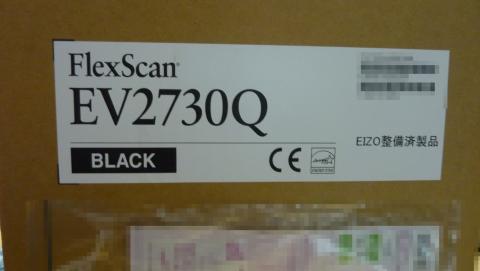 FlexScan
EV2730Q
BLACK
CE
EIZO整備済製品